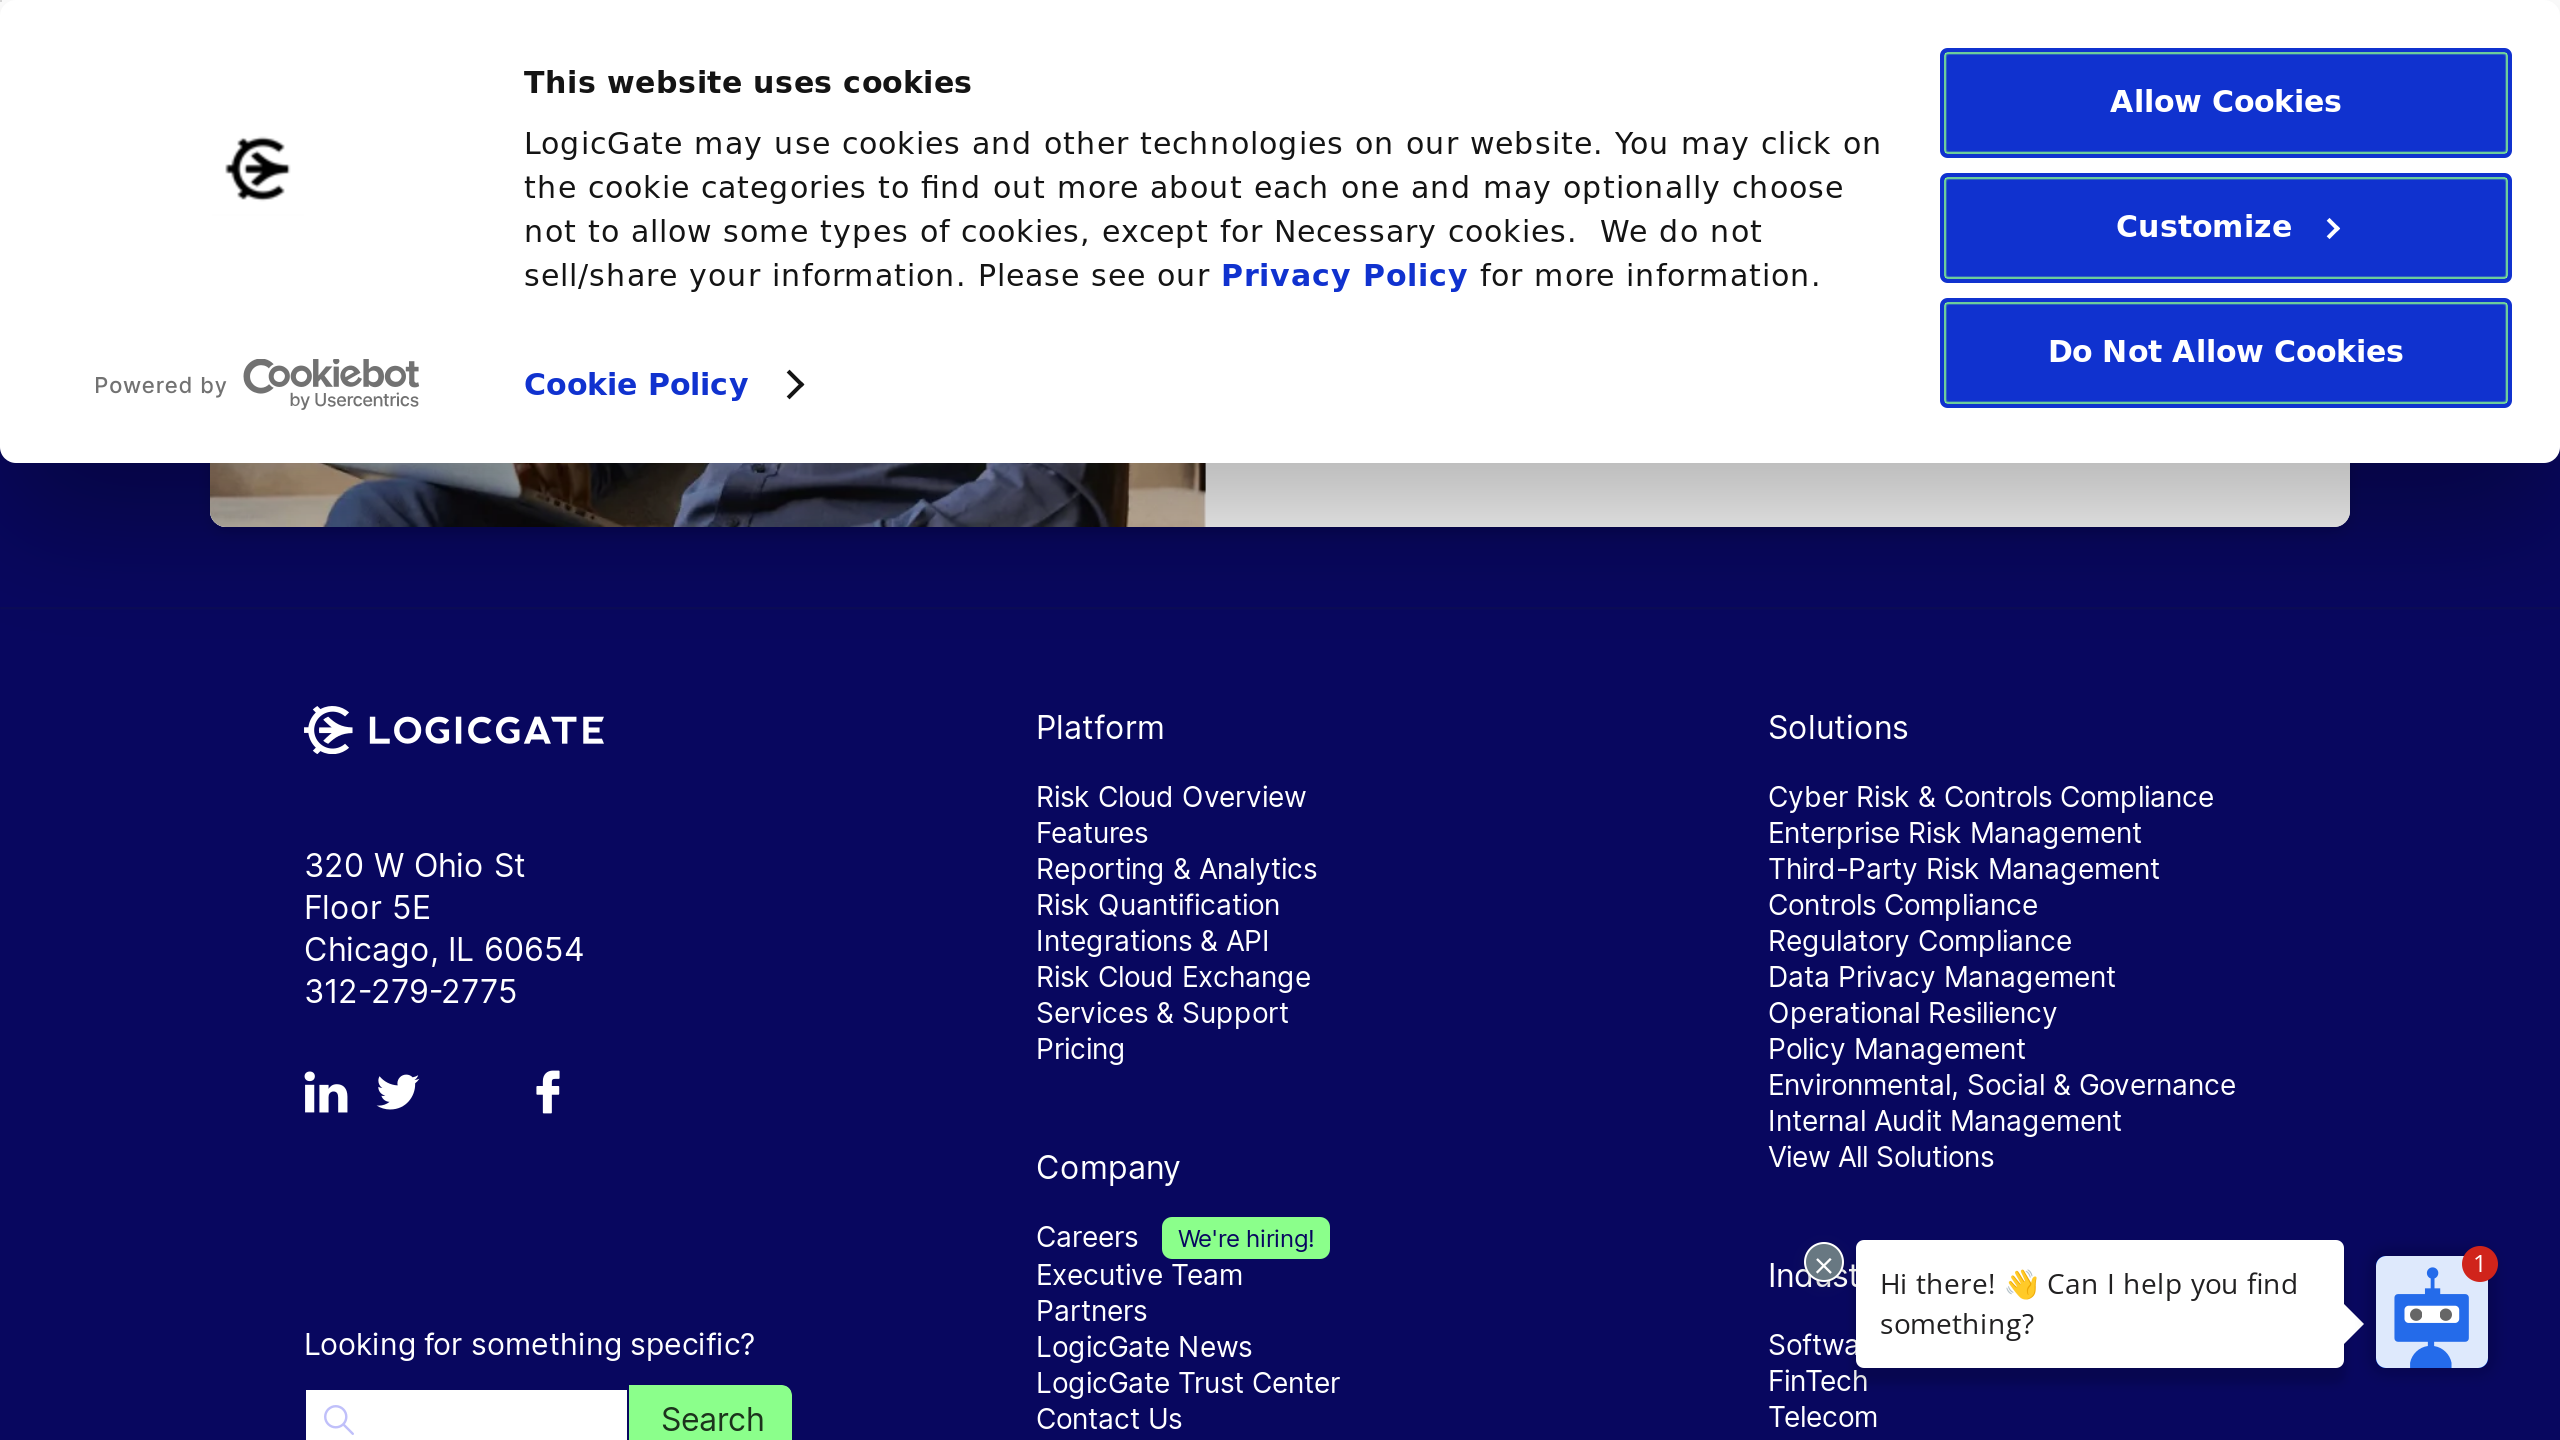 This website uses cookies
LogicGate may use cookies and other technologies on our website. You may click on
the cookie categories to find out more about each one and may optionally choose
not to allow some types of cookies, except for Necessary cookies.  We do not
sell/share your information. Please see our Privacy Policy for more information.
Cookie Policy
Powered by Cookiebot
by Usercentrics
Allow Cookies
Customize
Do Not Allow Cookies
LOGICGATE
320 W Ohio St
Floor 5E
Chicago, IL 60654
312-279-2775
Looking for something specific?
Search
Platform
Risk Cloud Overview
Features
Reporting & Analytics
Risk Quantification
Integrations & API
Risk Cloud Exchange
Services & Support
Pricing
Company
Careers We're hiring!
Executive Team
Partners
LogicGate News
LogicGate Trust Center
Contact Us
Solutions
Cyber Risk & Controls Compliance
Enterprise Risk Management
Third-Party Risk Management
Controls Compliance
Regulatory Compliance
Data Privacy Management
Operational Resiliency
Policy Management
Environmental, Social & Governance
Internal Audit Management
View All Solutions
FinTech
Telecom
Hi there! 👋 Can I help you find
something?
1